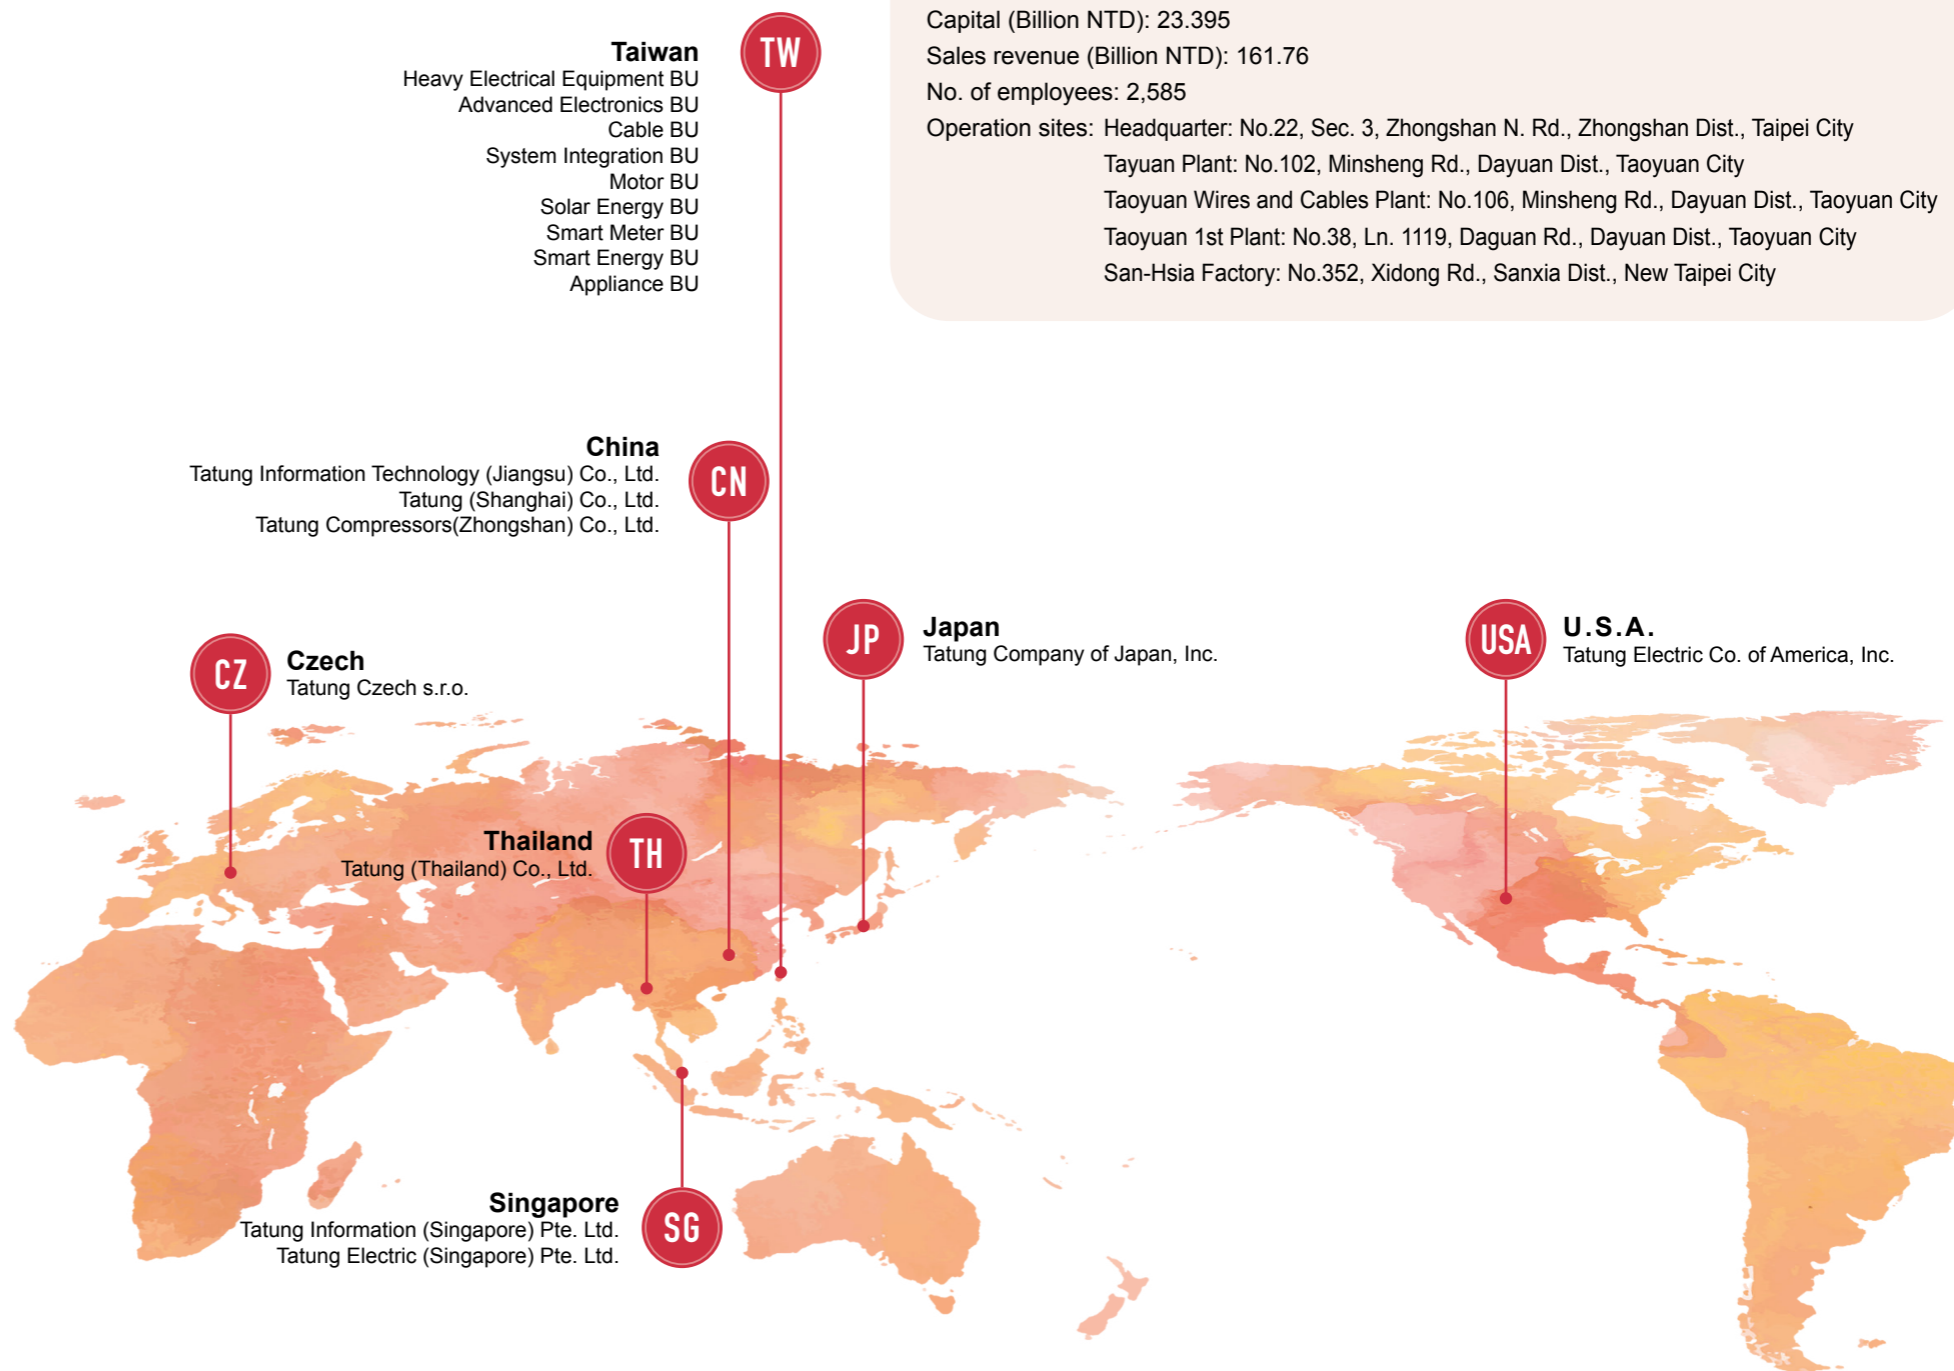 Capital (Billion NTD): 23.395
Sales revenue (Billion NTD): 161.76
No. of employees: 2,585
Operation sites: Headquarter: No.22, Sec. 3, Zhongshan N. Rd., Zhongshan Dist., Taipei City
Tayuan Plant: No.102, Minsheng Rd., Dayuan Dist., Taoyuan City
Taoyuan Wires and Cables Plant: No.106, Minsheng Rd., Dayuan Dist., Taoyuan City
Taoyuan 1st Plant: No.38, Ln. 1119, Daguan Rd., Dayuan Dist., Taoyuan City
San-Hsia Factory: No.352, Xidong Rd., Sanxia Dist., New Taipei City
TW
Taiwan
Heavy Electrical Equipment BU
Advanced Electronics BU
Cable BU
System Integration BU
Motor BU
Solar Energy BU
Smart Meter BU
Smart Energy BU
Appliance BU
CN
China
Tatung Information Technology (Jiangsu) Co., Ltd.
Tatung (Shanghai) Co., Ltd.
Tatung Compressors(Zhongshan) Co., Ltd.
CZ
Czech
Tatung Czech s.r.o.
JP
Japan
Tatung Company of Japan, Inc.
USA
U.S.A.
Tatung Electric Co. of America, Inc.
TH
Thailand
Tatung (Thailand) Co., Ltd.
SG
Singapore
Tatung Information (Singapore) Pte. Ltd.
Tatung Electric (Singapore) Pte. Ltd.